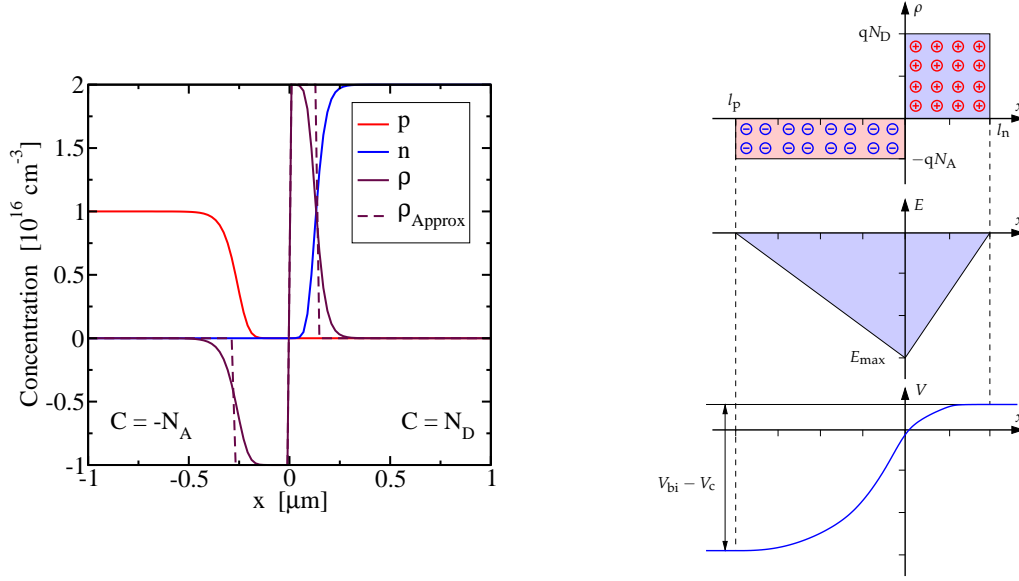 2
1.5
1
0.5
0
-0.5
-1
Concentration [10^16 cm^-3]
p
n
ρ
ρ_Approx
C = -N_A
C = N_D
-1
-0.5
0
0.5
1
x [μm]
ρ
qN_D
l_p
x
l_n
−qN_A
E
x
E_max
V
x
V_bi − V_c